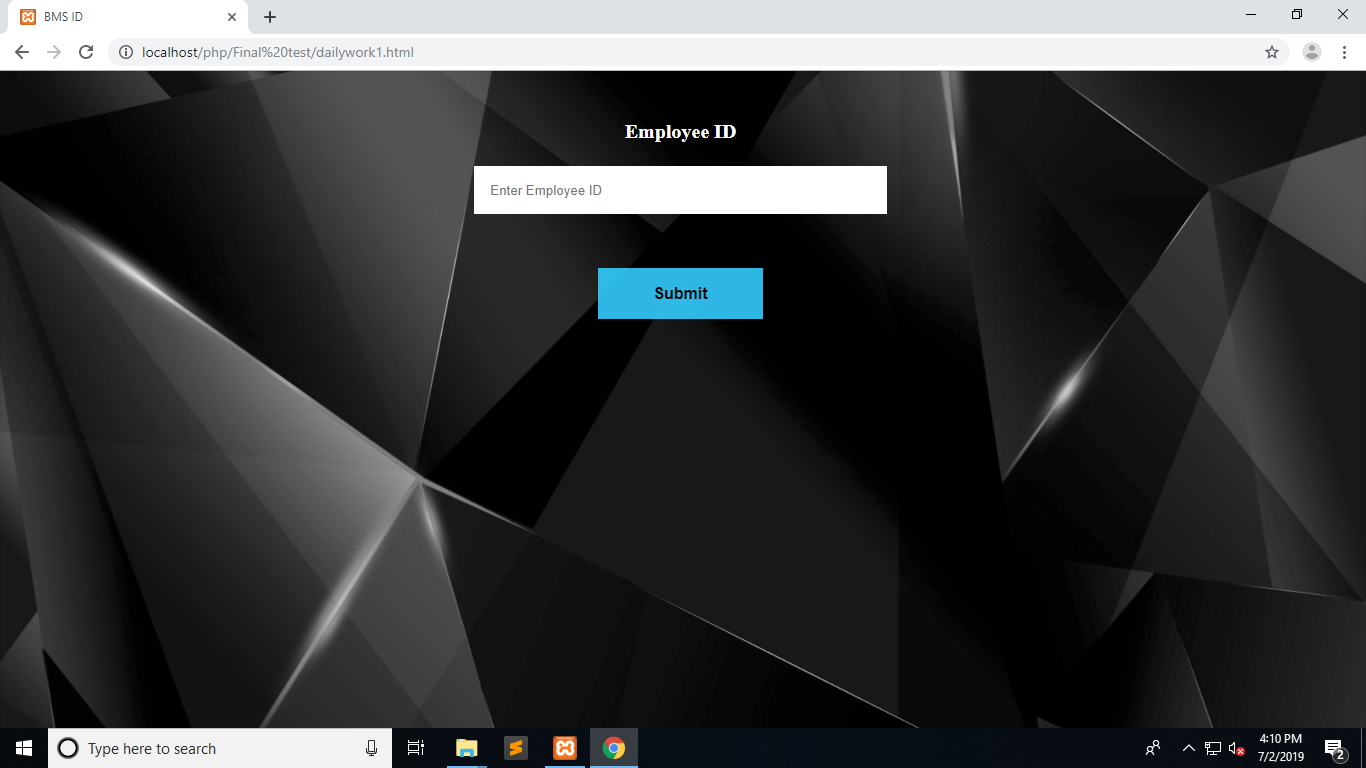 BMS ID
localhost/php/Final%20test/dailywork1.html
Employee ID
Enter Employee ID
Submit
Type here to search
4:10 PM
7/2/2019
2